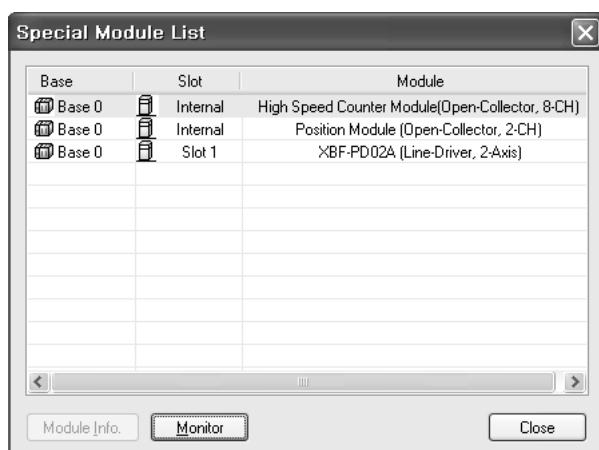 Special Module List
Base Slot Module
Base 0 Internal High Speed Counter Module(Open-Collector, 8-CH)
Base 0 Internal Position Module (Open-Collector, 2-CH)
Base 0 Slot 1 XBF-PD02A (Line-Driver, 2-Axis)
Module Info. Monitor Close